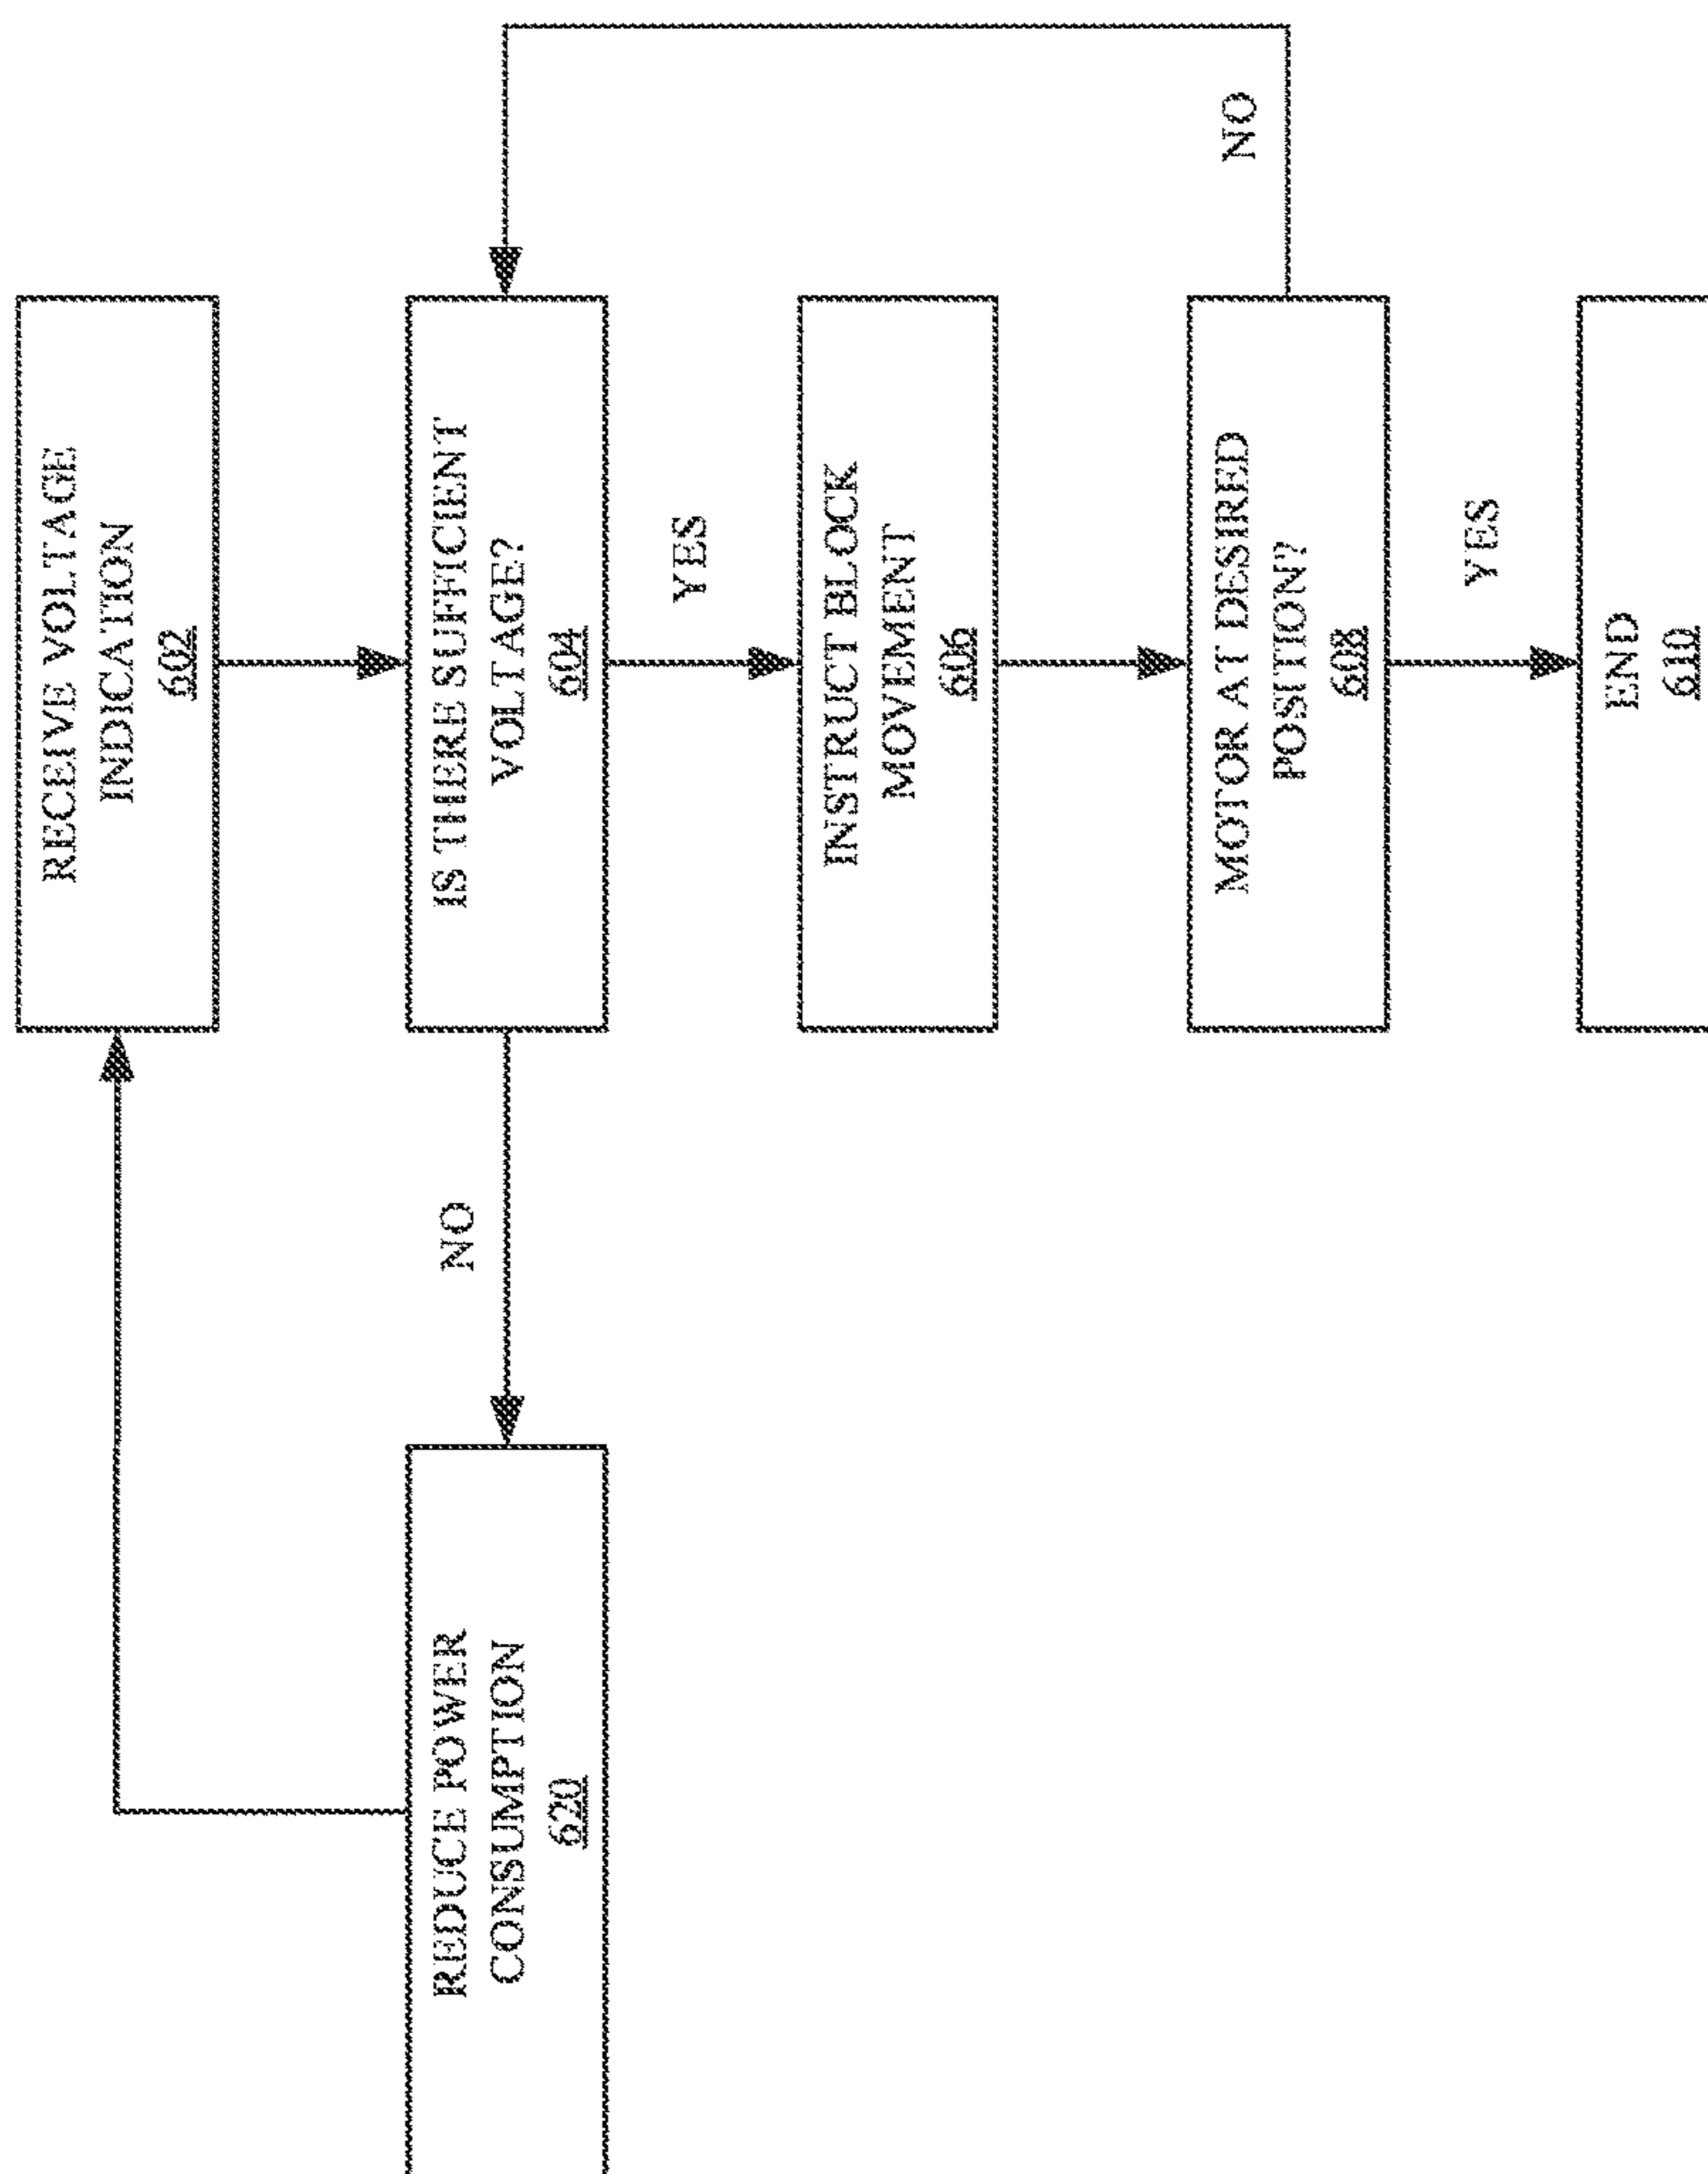 RECEIVE VOLTAGE
INDICATION
602
IS THERE SUFFICIENT
VOLTAGE?
604
NO
REDUCE POWER
CONSUMPTION
620
YES
INSTRUCT BLOCK
MOVEMENT
606
MOTOR AT DESIRED
POSITION?
608
NO
YES
END
610